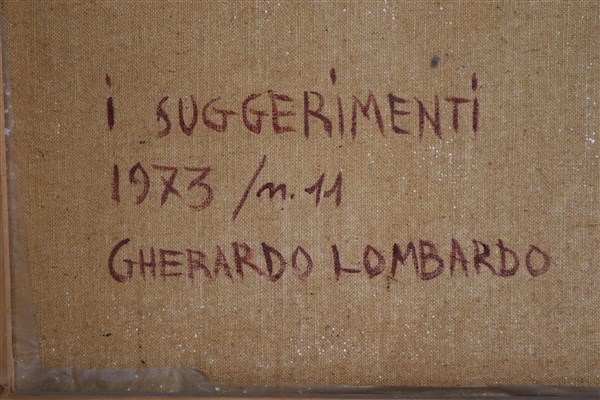 i SUGGERiMENTi
1973 /n. 11
GHERARDO LOMBARDO